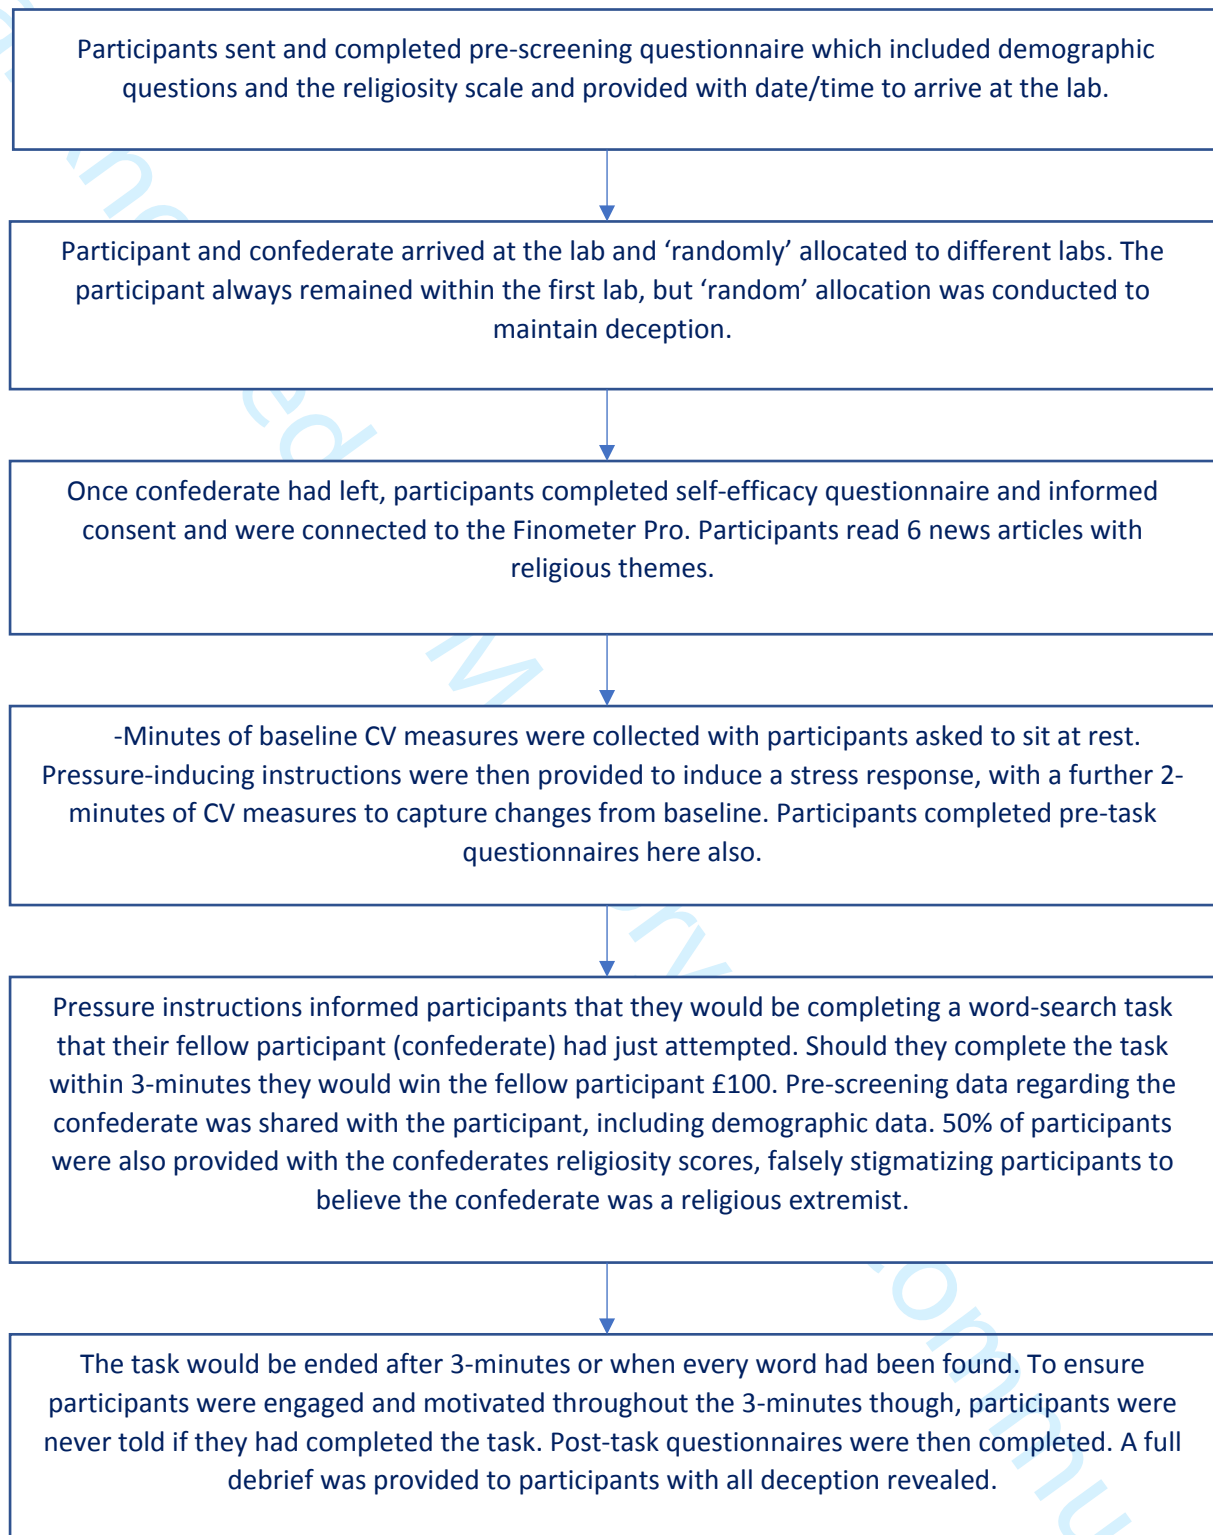 Participants sent and completed pre-screening questionnaire which included demographic
questions and the religiosity scale and provided with date/time to arrive at the lab.
Participant and confederate arrived at the lab and ‘randomly’ allocated to different labs. The
participant always remained within the first lab, but ‘random’ allocation was conducted to
maintain deception.
Once confederate had left, participants completed self-efficacy questionnaire and informed
consent and were connected to the Finometer Pro. Participants read 6 news articles with
religious themes.
-Minutes of baseline CV measures were collected with participants asked to sit at rest.
Pressure-inducing instructions were then provided to induce a stress response, with a further 2-
minutes of CV measures to capture changes from baseline. Participants completed pre-task
questionnaires here also.
Pressure instructions informed participants that they would be completing a word-search task
that their fellow participant (confederate) had just attempted. Should they complete the task
within 3-minutes they would win the fellow participant £100. Pre-screening data regarding the
confederate was shared with the participant, including demographic data. 50% of participants
were also provided with the confederates religiosity scores, falsely stigmatizing participants to
believe the confederate was a religious extremist.
The task would be ended after 3-minutes or when every word had been found. To ensure
participants were engaged and motivated throughout the 3-minutes though, participants were
never told if they had completed the task. Post-task questionnaires were then completed. A full
debrief was provided to participants with all deception revealed.